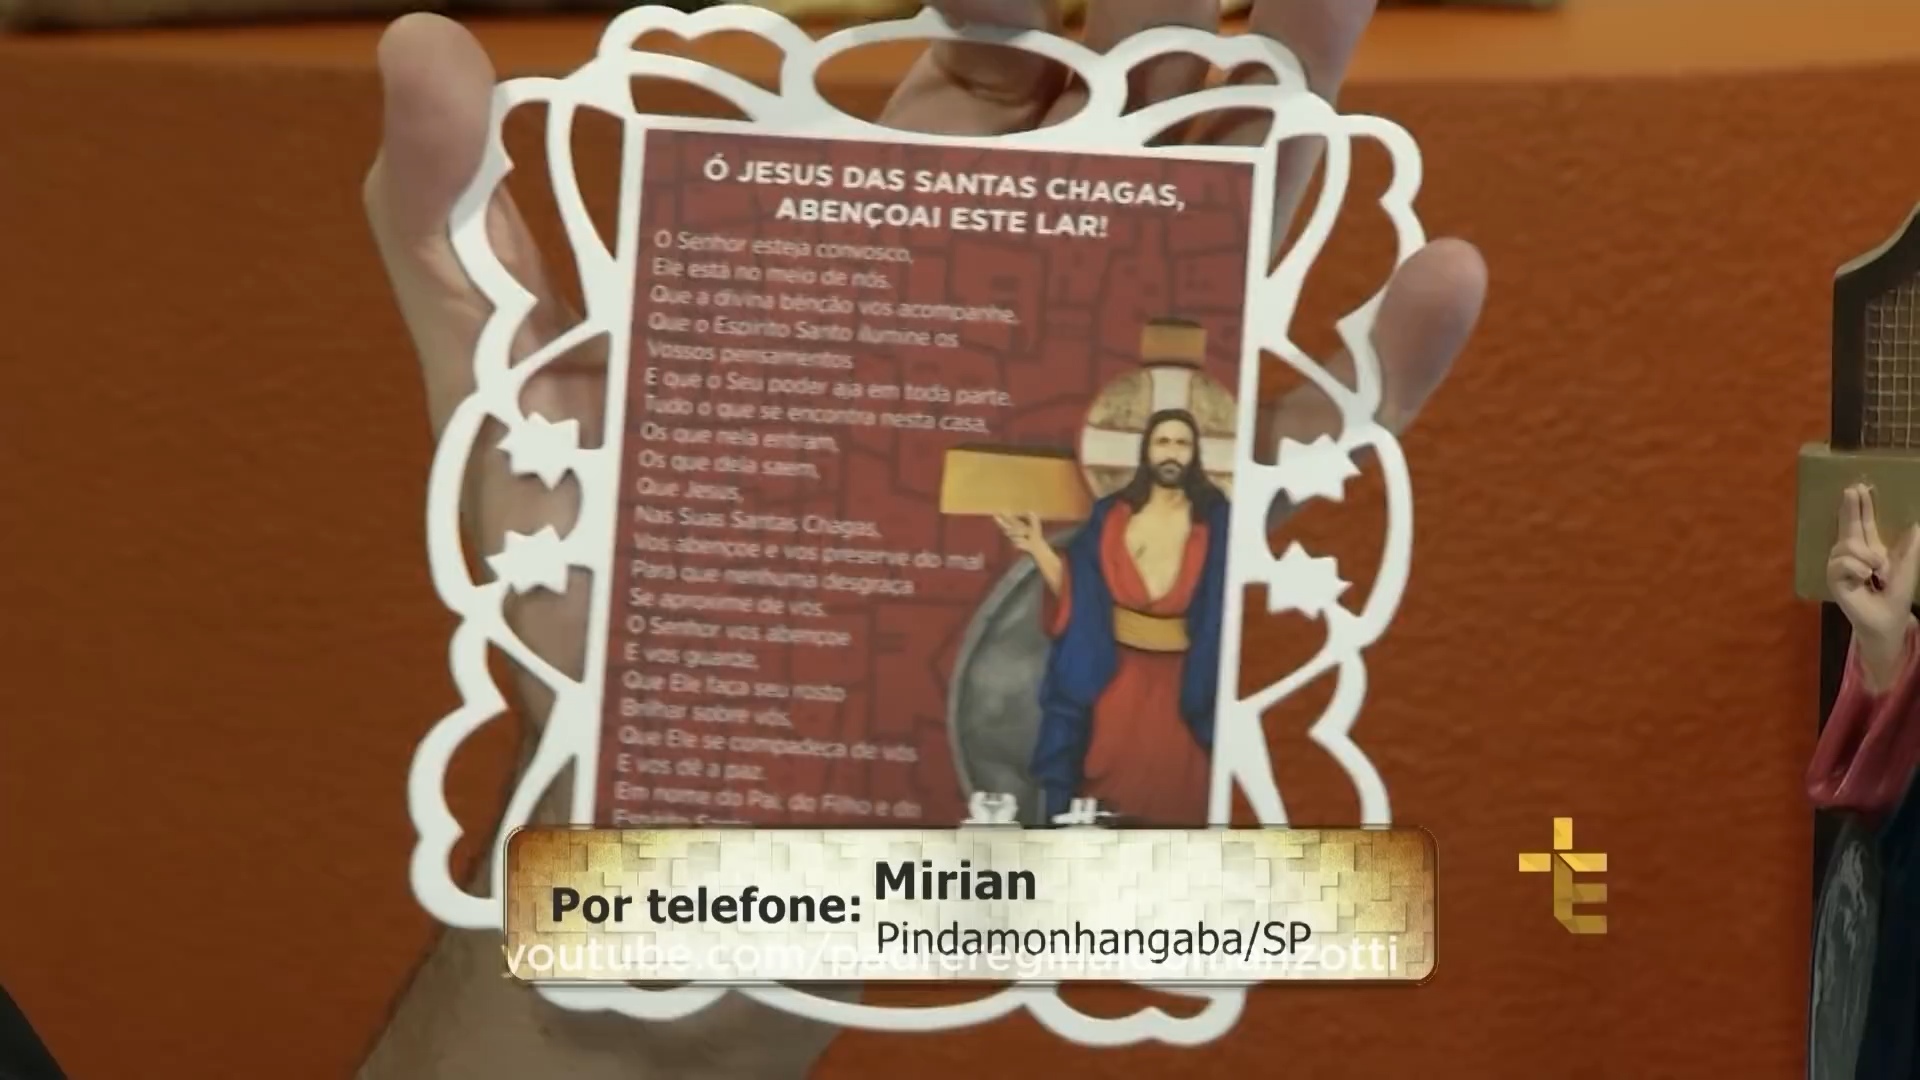 Ó JESUS DAS SANTAS CHAGAS,
ABENÇOAI ESTE LAR!
O Senhor esteja convosco,
Ele está no meio de nós.
Que a divina bênção vos acompanhe.
Que o Espírito Santo ilumine os
Vossos pensamentos
E que o Seu poder aja em toda parte.
Tudo o que se encontra nesta casa,
Os que nela entram,
Os que dela saem,
Que Jesus,
Nas Suas Santas Chagas,
Vos abençoe e vos preserve do mal
Para que nenhuma desgraça
Se aproxime de vós.
O Senhor vos abençoe
E vos guarde,
Que Ele faça seu rosto
Brilhar sobre vós,
Que Ele se compadeça de vós
E vos dê a paz.
Em nome do Pai, do Filho e do
Espírito Santo
Por telefone: Mirian
Pindamonhangaba/SP
youtube.com/padrereginaldomanzotti